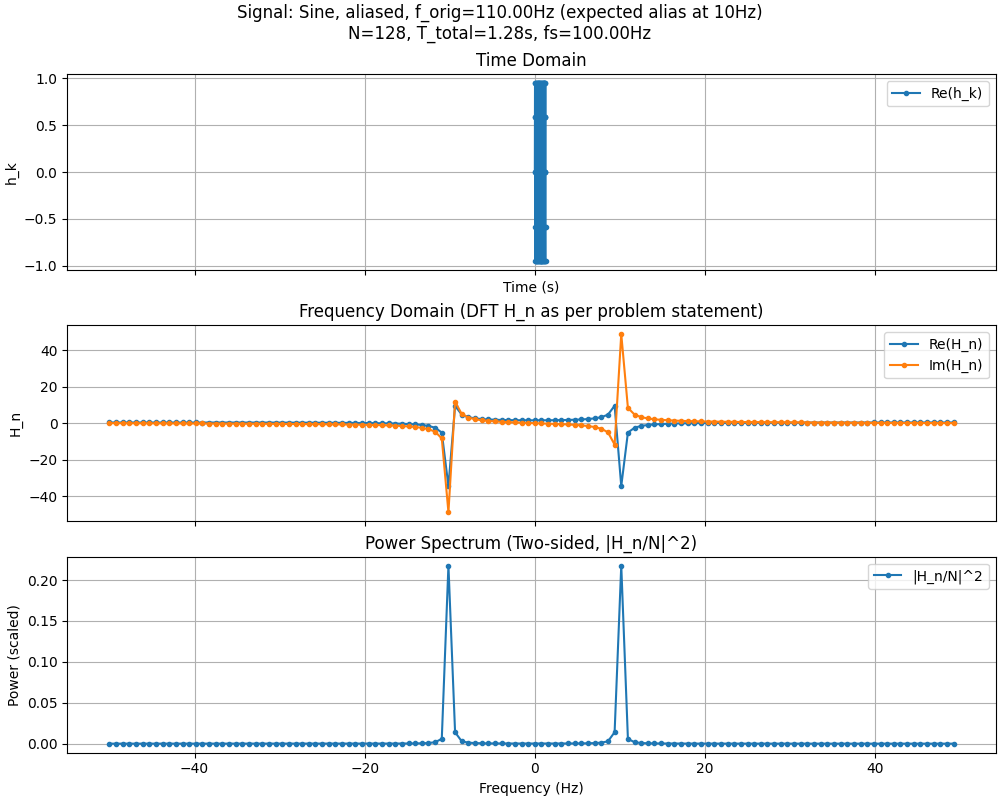 Signal: Sine, aliased, f_orig=110.00Hz (expected alias at 10Hz)
N=128, T_total=1.28s, fs=100.00Hz
Time Domain
1.0
0.5
0.0
−0.5
−1.0
h_k
Re(h_k)
Time (s)
Frequency Domain (DFT H_n as per problem statement)
40
20
0
−20
−40
H_n
Re(H_n)
Im(H_n)
Power Spectrum (Two-sided, |H_n/N|^2)
0.20
0.15
0.10
0.05
0.00
Power (scaled)
|H_n/N|^2
−40
−20
0
20
40
Frequency (Hz)